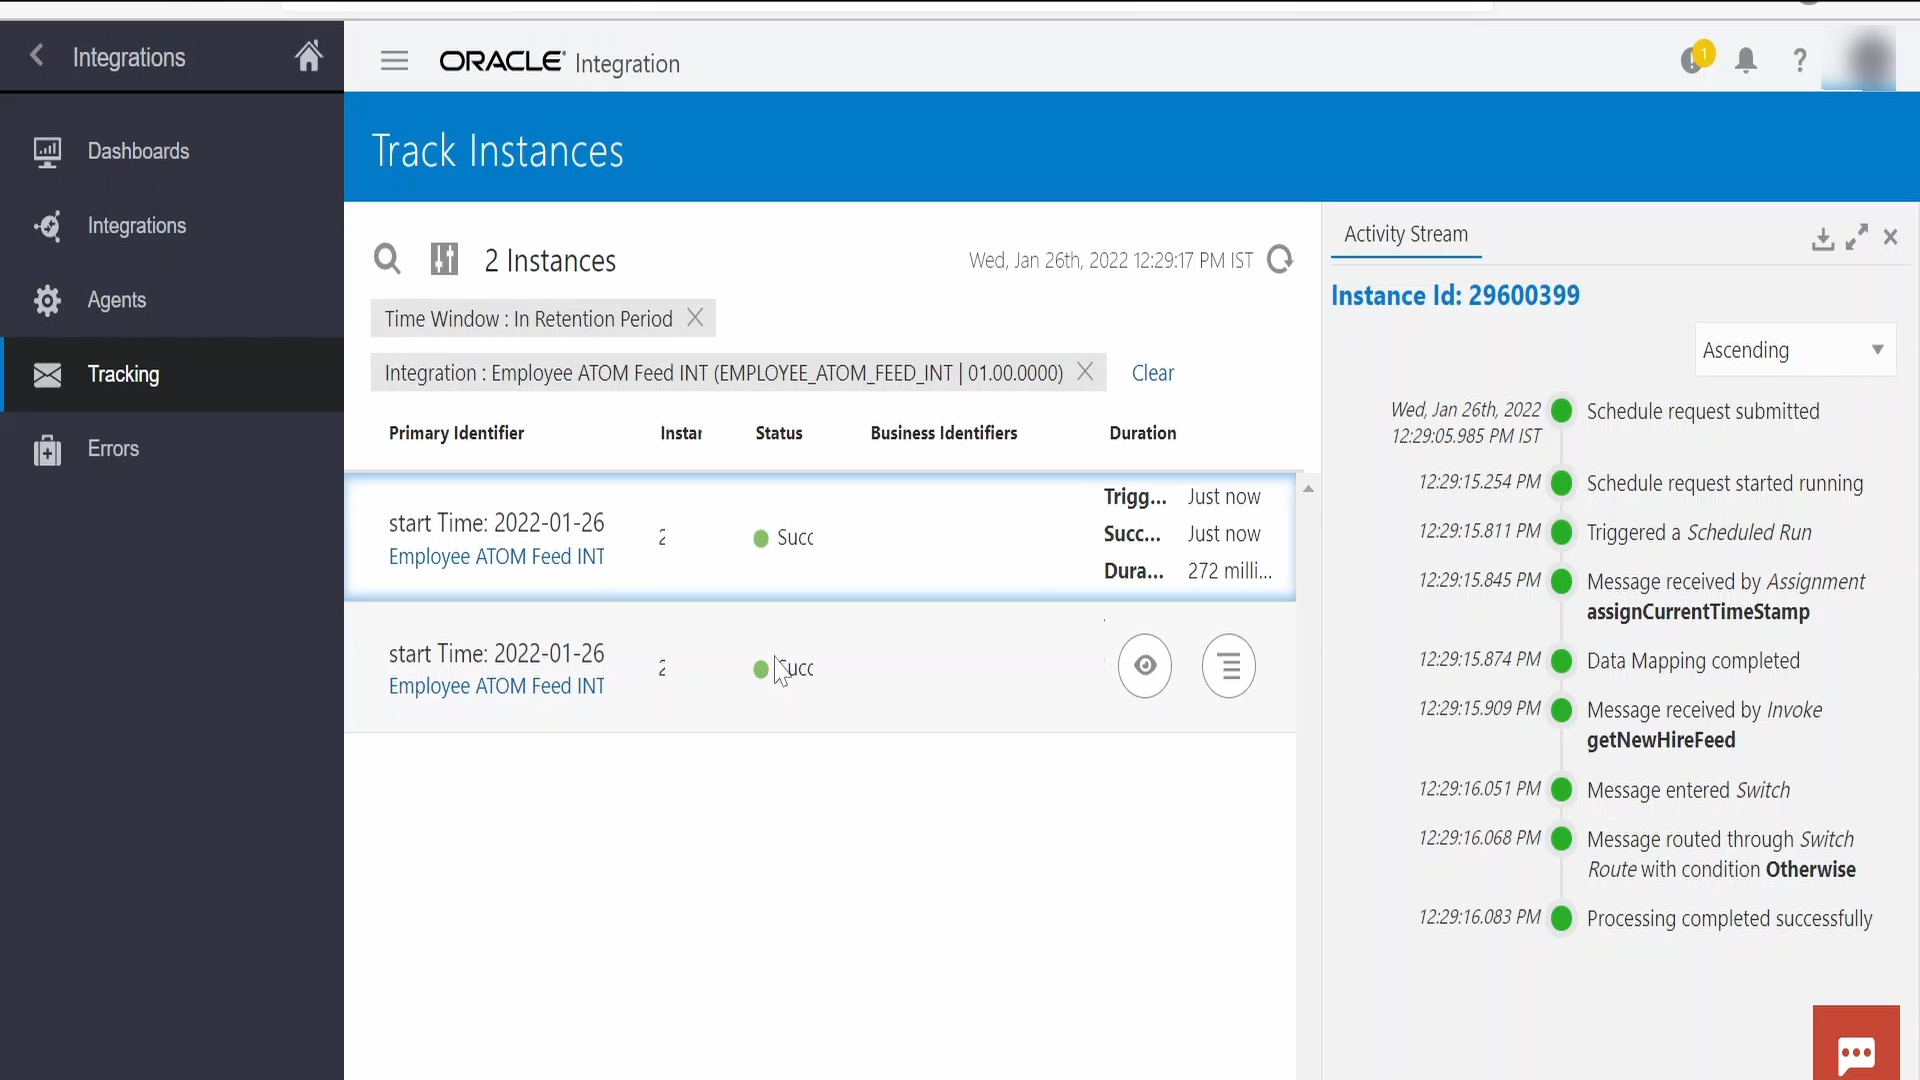 Integrations
Dashboards
Integrations
Agents
Tracking
Errors
ORACLE Integration
1
?
Track Instances
2 Instances
Wed, Jan 26th, 2022 12:29:17 PM IST
Time Window : In Retention Period
Integration : Employee ATOM Feed INT (EMPLOYEE_ATOM_FEED_INT | 01.00.0000)
Clear
Primary Identifier Instar Status Business Identifiers Duration
start Time: 2022-01-26
Employee ATOM Feed INT
2
Succ
Trigg... Just now
Succ... Just now
Dura... 272 milli...
start Time: 2022-01-26
Employee ATOM Feed INT
2
Activity Stream
Instance Id: 29600399
Ascending
Wed, Jan 26th, 2022
12:29:05.985 PM IST
Schedule request submitted
12:29:15.254 PM Schedule request started running
12:29:15.811 PM Triggered a Scheduled Run
12:29:15.845 PM Message received by Assignment
assignCurrentTimeStamp
12:29:15.874 PM Data Mapping completed
12:29:15.909 PM Message received by Invoke
getNewHireFeed
12:29:16.051 PM Message entered Switch
12:29:16.068 PM Message routed through Switch
Route with condition Otherwise
12:29:16.083 PM Processing completed successfully